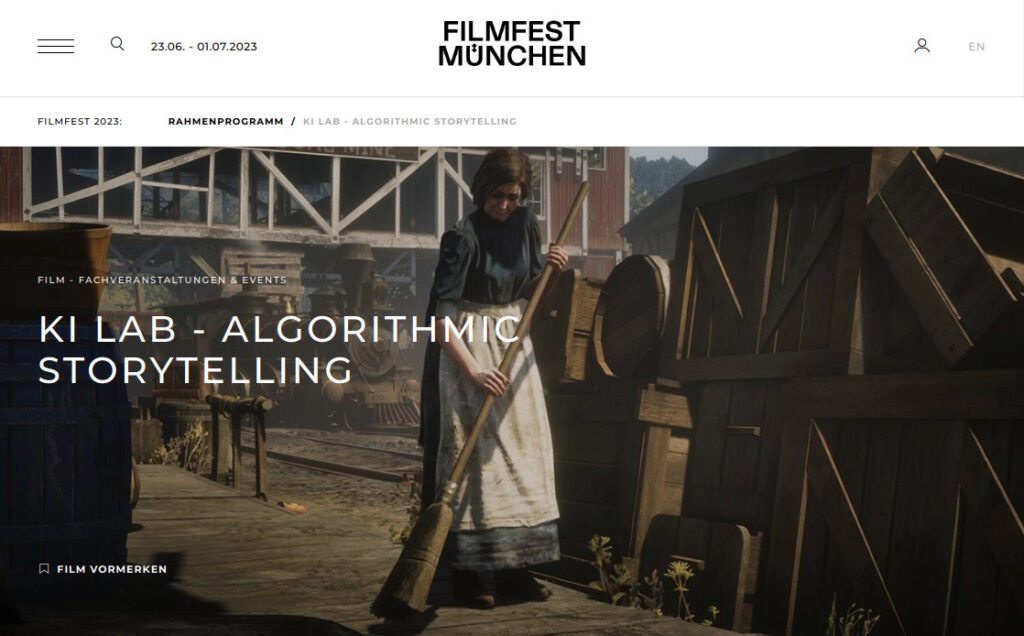 23.06. - 01.07.2023
FILMFEST
MÜNCHEN
EN
FILMFEST 2023:
RAHMENPROGRAMM / KI LAB - ALGORITHMIC STORYTELLING
FILM - FACHVERANSTALTUNGEN & EVENTS
KI LAB - ALGORITHMIC
STORYTELLING
FILM VORMERKEN